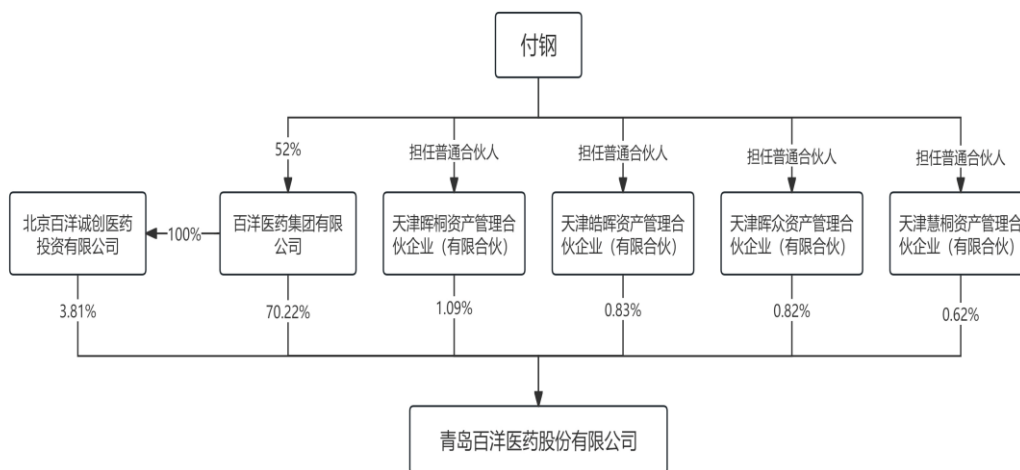 付钢
52%
担任普通合伙人
担任普通合伙人
担任普通合伙人
担任普通合伙人
北京百洋诚创医药
投资有限公司
100%
百洋医药集团有限
公司
天津晖桐资产管理合
伙企业（有限合伙）
天津皓晖资产管理合
伙企业（有限合伙）
天津晖众资产管理合
伙企业（有限合伙）
天津慧桐资产管理合
伙企业（有限合伙）
3.81%
70.22%
1.09%
0.83%
0.82%
0.62%
青岛百洋医药股份有限公司